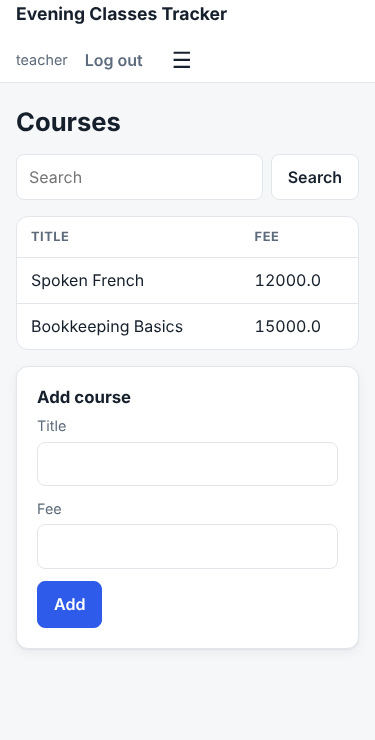 Evening Classes Tracker
teacher Log out ☰
Courses
Search Search
TITLE FEE
Spoken French 12000.0
Bookkeeping Basics 15000.0
Add course
Title
Fee
Add